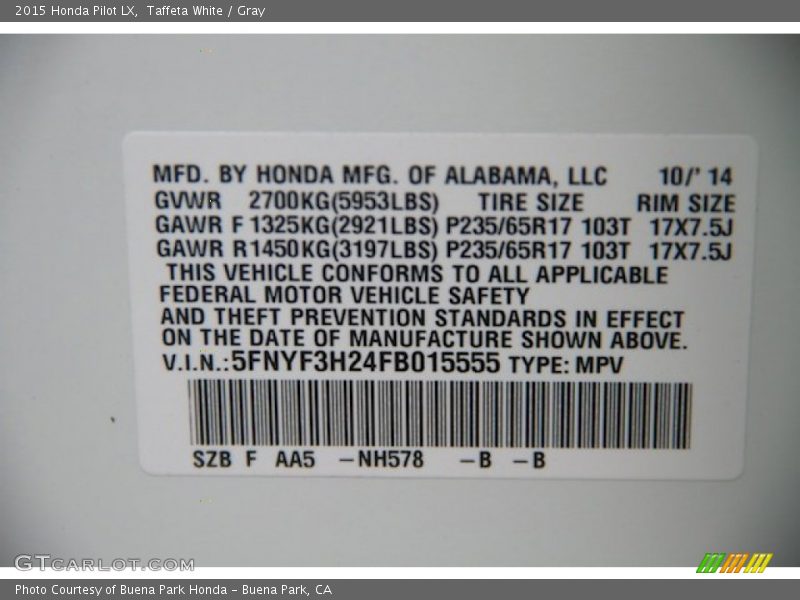 2015 Honda Pilot LX, Taffeta White / Gray
MFD. BY HONDA MFG. OF ALABAMA, LLC 10/' 14
GVWR 2700KG(5953LBS) TIRE SIZE RIM SIZE
GAWR F 1325KG(2921LBS) P235/65R17 103T 17X7.5J
GAWR R1450KG(3197LBS) P235/65R17 103T 17X7.5J
THIS VEHICLE CONFORMS TO ALL APPLICABLE
FEDERAL MOTOR VEHICLE SAFETY
AND THEFT PREVENTION STANDARDS IN EFFECT
ON THE DATE OF MANUFACTURE SHOWN ABOVE.
V.I.N.:5FNYF3H24FB015555 TYPE: MPV
SZB F AA5 –NH578 –B –B
GTCARLOT.COM
Photo Courtesy of Buena Park Honda – Buena Park, CA